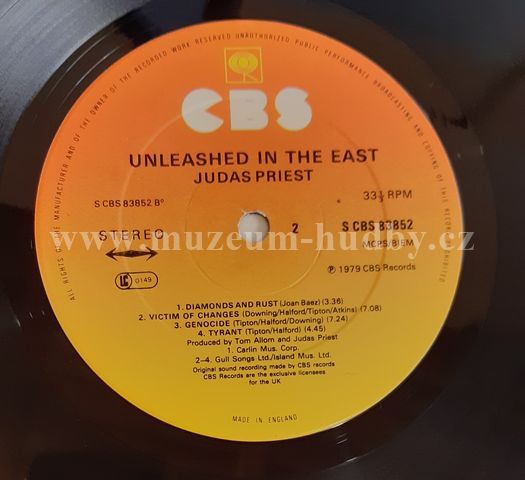 ALL RIGHTS OF THE MANUFACTURER AND OF THE OWNER OF THE RECORDED WORK RESERVED UNAUTHORIZED PUBLIC PERFORMANCE BROADCASTING AND COPYING OF THIS RECORD PROHIBITED
CBS
UNLEASHED IN THE EAST
JUDAS PRIEST
S CBS 83852 B° 33⅓ RPM
2 S CBS 83852
STEREO MCPS/BIEM
www.muzeum-hudby.cz
℗ 1979 CBS Records
LC 0149
1. DIAMONDS AND RUST (Joan Baez) (3.36)
2. VICTIM OF CHANGES (Downing/Halford/Tipton/Atkins) (7.08)
3. GENOCIDE (Tipton/Halford/Downing) (7.24)
4. TYRANT (Tipton/Halford) (4.45)
Produced by Tom Allom and Judas Priest
1. Carlin Mus. Corp.
2-4. Gull Songs Ltd./Island Mus. Ltd.
Original sound recording made by CBS records
CBS Records are the exclusive licensees
for the UK
MADE IN ENGLAND